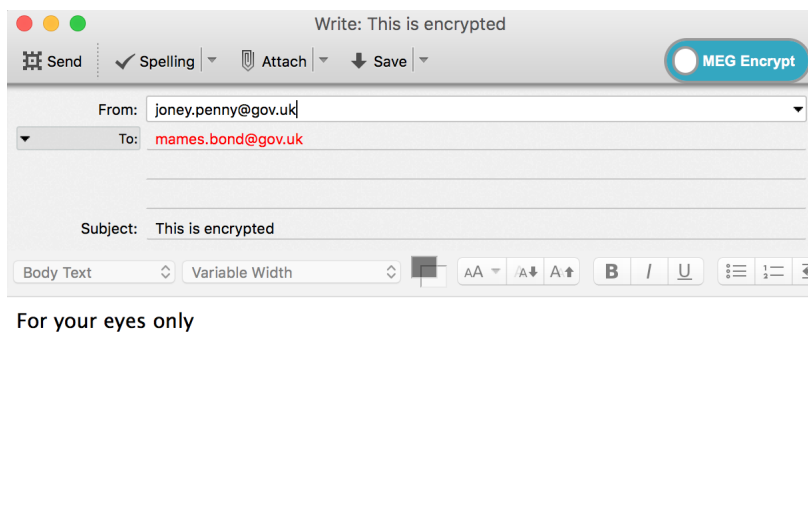 Write: This is encrypted
Send Spelling Attach Save MEG Encrypt
From: joney.penny@gov.uk
To: mames.bond@gov.uk
Subject: This is encrypted
Body Text Variable Width AA A A B I U
For your eyes only